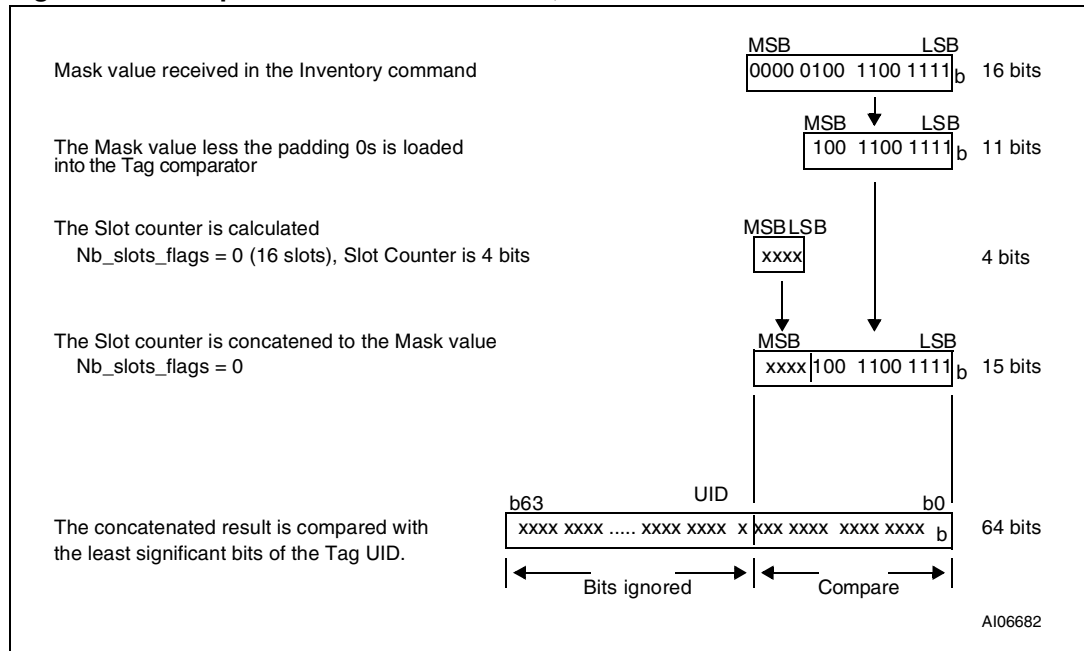 Mask value received in the Inventory command
MSB LSB
0000 0100 1100 1111 b 16 bits
The Mask value less the padding 0s is loaded
into the Tag comparator
MSB LSB
100 1100 1111 b 11 bits
The Slot counter is calculated
Nb_slots_flags = 0 (16 slots), Slot Counter is 4 bits
MSB LSB
xxxx 4 bits
The Slot counter is concatened to the Mask value
Nb_slots_flags = 0
MSB LSB
xxxx 100 1100 1111 b 15 bits
UID
b63 b0
The concatenated result is compared with
the least significant bits of the Tag UID.
xxxx xxxx ..... xxxx xxxx x xxx xxxx xxxx xxxx b 64 bits
Bits ignored Compare
AI06682